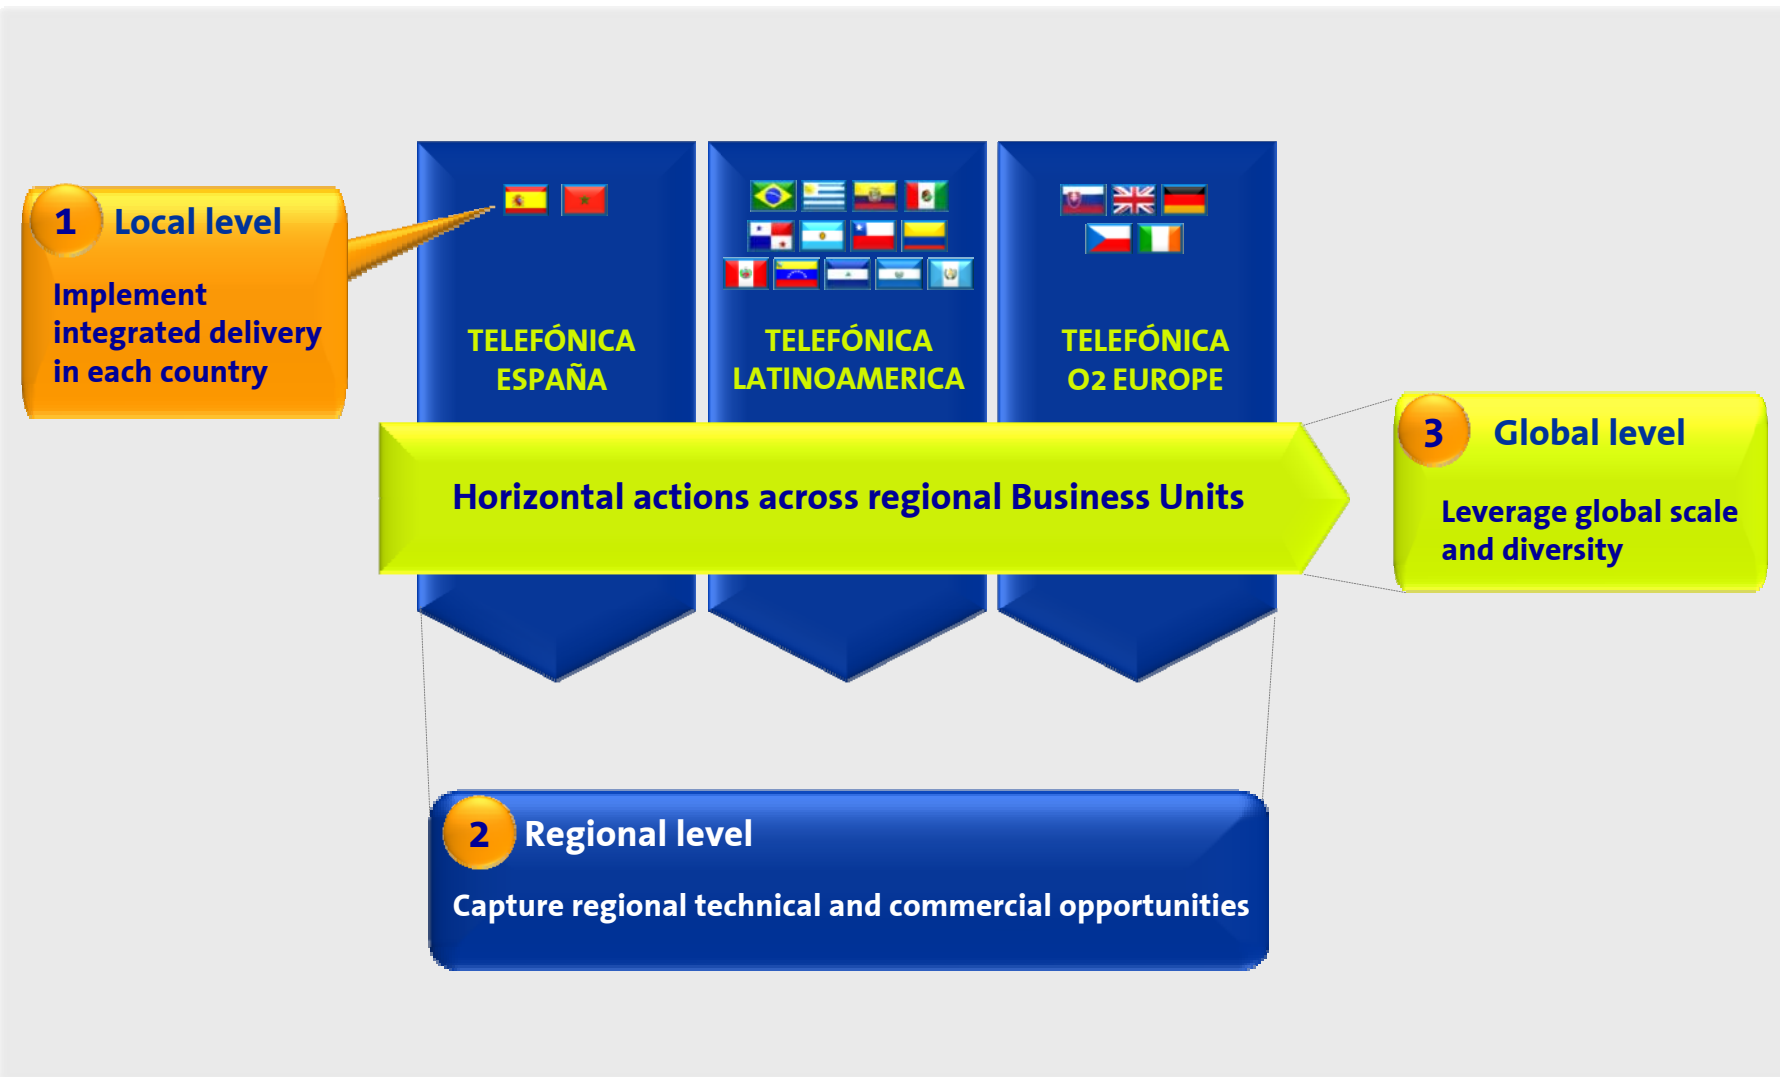 1 Local level
Implement
integrated delivery
in each country
TELEFÓNICA
ESPAÑA
TELEFÓNICA
LATINOAMERICA
TELEFÓNICA
O2 EUROPE
Horizontal actions across regional Business Units
3 Global level
Leverage global scale
and diversity
2 Regional level
Capture regional technical and commercial opportunities